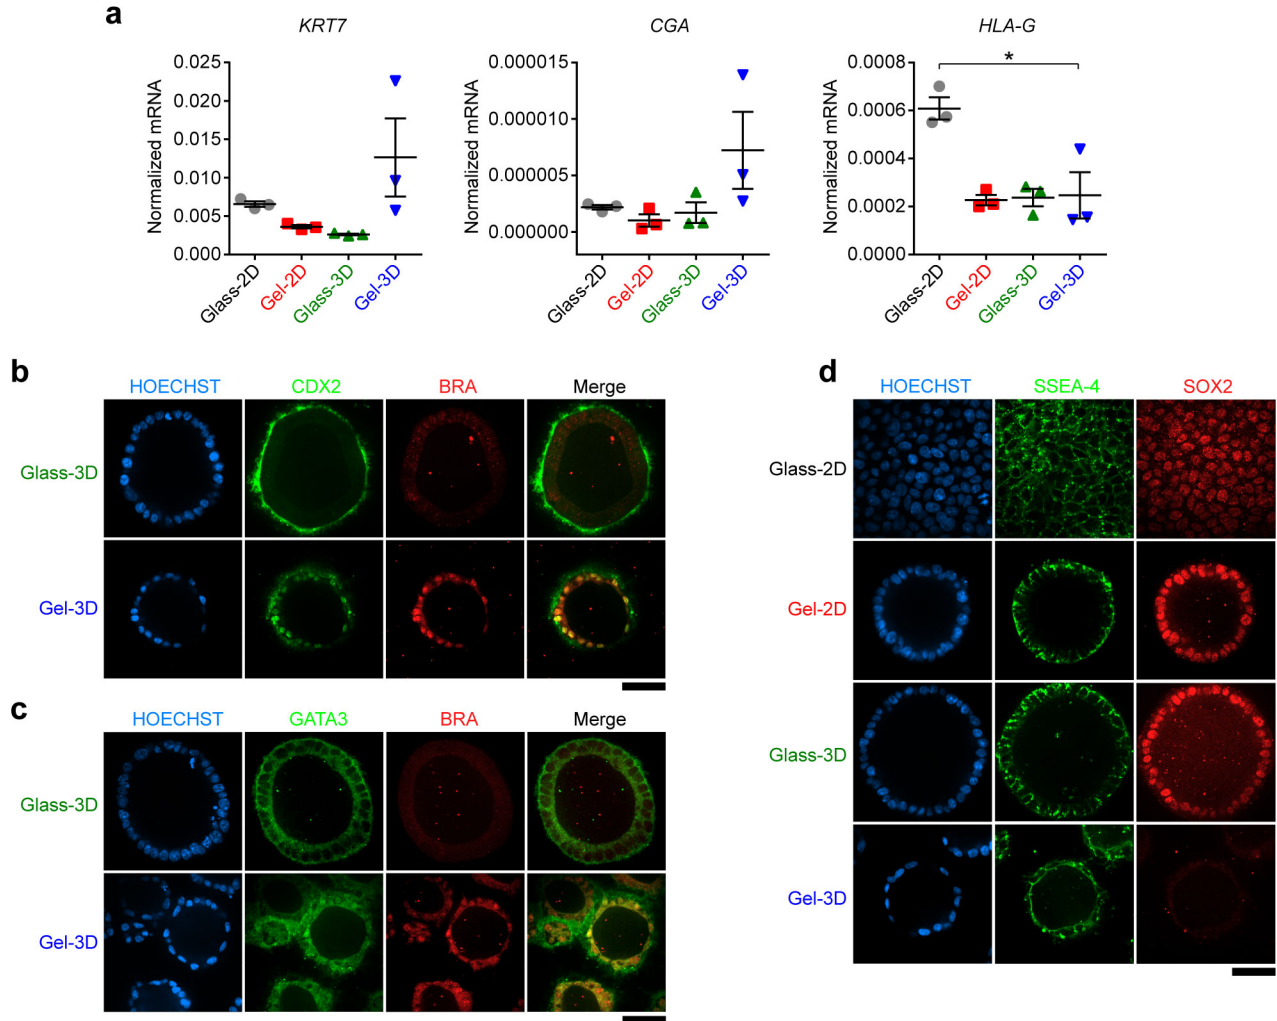 a
KRT7
Normalized mRNA
0.025
0.020
0.015
0.010
0.005
0.000
Glass-2D
Gel-2D
Glass-3D
Gel-3D
CGA
Normalized mRNA
0.000015
0.000010
0.000005
0.000000
Glass-2D
Gel-2D
Glass-3D
Gel-3D
HLA-G
Normalized mRNA
0.0008
0.0006
0.0004
0.0002
0.0000
*
Glass-2D
Gel-2D
Glass-3D
Gel-3D
b
HOECHST CDX2 BRA Merge
Glass-3D
Gel-3D
c
HOECHST GATA3 BRA Merge
Glass-3D
Gel-3D
d
HOECHST SSEA-4 SOX2
Glass-2D
Gel-2D
Glass-3D
Gel-3D